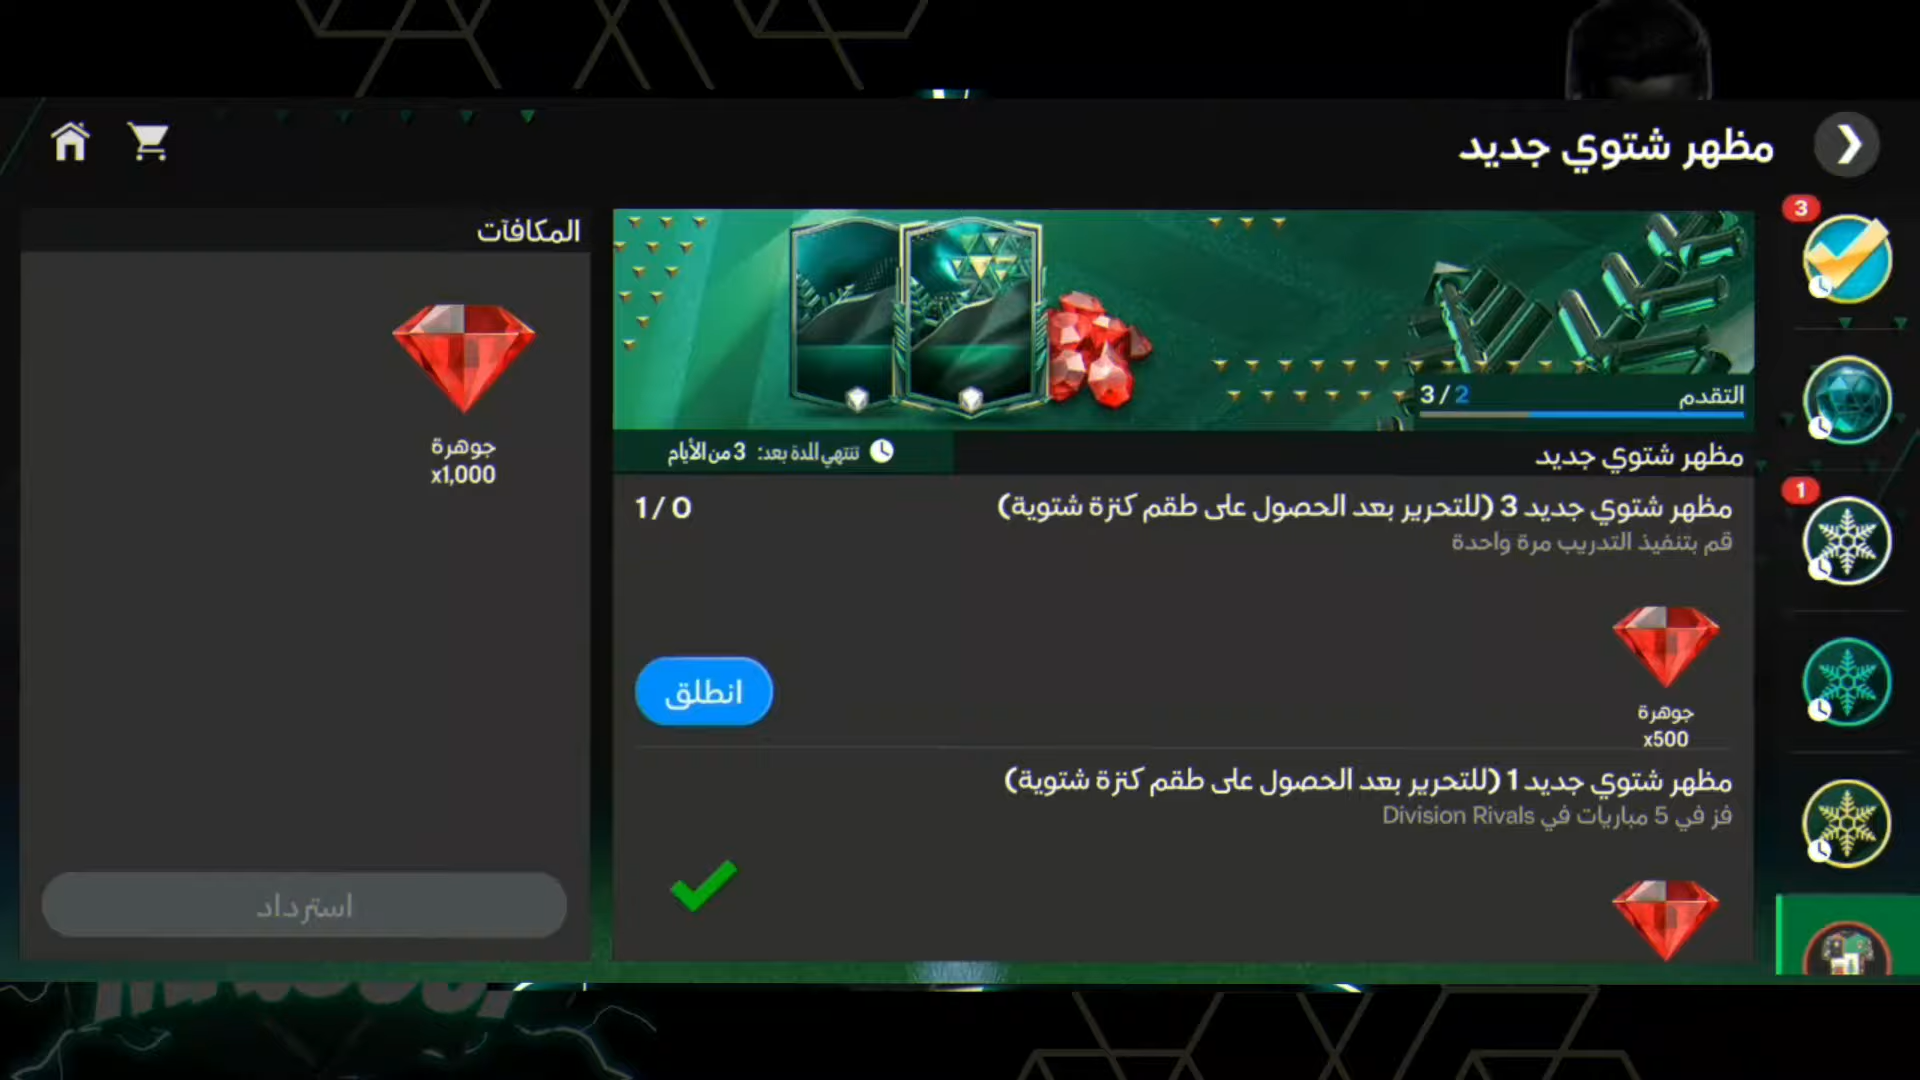 مظهر شتوي جديد
3
التقدم
3 / 2
مظهر شتوي جديد
تنتهي المدة بعد: 3 من الأيام
مظهر شتوي جديد 3 (للتحرير بعد الحصول على طقم كنزة شتوية)
1 / 0
قم بتنفيذ التدريب مرة واحدة
1
جوهرة
x500
انطلق
مظهر شتوي جديد 1 (للتحرير بعد الحصول على طقم كنزة شتوية)
فز في 5 مباريات في Division Rivals
المكافآت
جوهرة
x1,000
استرداد